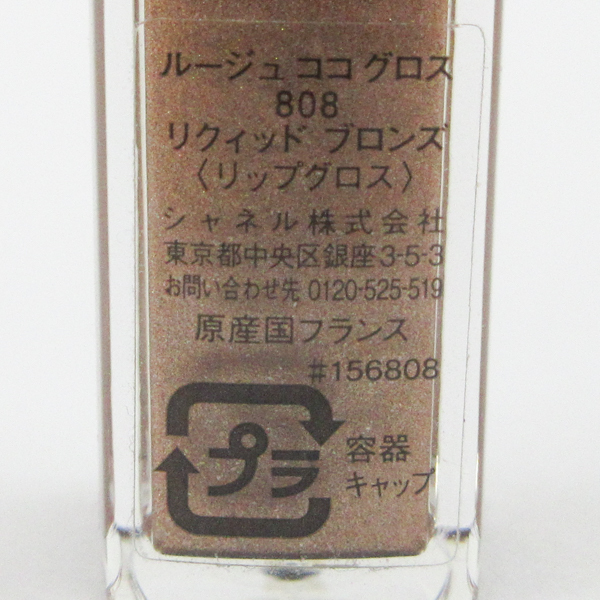 ルージュ ココ グロス
808
リクィッド ブロンズ
〈リップグロス〉
シャネル株式会社
東京都中央区銀座3-5-3
お問い合わせ先 0120-525-519
原産国フランス
#156808
プラ
容器
キャップ